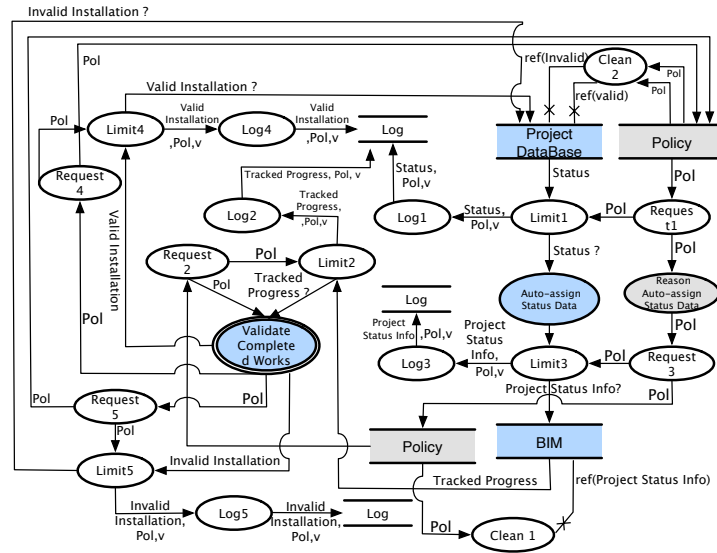 Invalid Installation ?
Pol
Valid Installation ?
ref(Invalid)
Clean
2
Pol
Pol
ref(valid)
Pol
Limit4
Valid
Installation
,Pol,v
Log4
Valid
Installation
,Pol,v
Log
Project
DataBase
Policy
Request
4
Tracked Progress, Pol, v
Status,
Pol,v
Status
Pol
Log2
Tracked
Progress,
,Pol,v
Log1
Status,
Pol,v
Limit1
Pol
Reque
st1
Valid Installation
Request
2
Pol
Limit2
Status ?
Pol
Pol
Tracked
Progress ?
Log
Auto-assign
Status Data
Reason
Auto-assign
Status Data
Validate
Complete
d Works
Project
Status Info
,Pol,v
Project
Status
Info,
Pol,v
Pol
Pol
Log3
Limit3
Pol
Request
3
Pol
Request
5
Pol
Project Status Info?
Pol
Pol
Policy
BIM
Limit5
Invalid Installation
Tracked Progress
ref(Project Status Info)
Invalid
Installation,
Pol,v
Log5
Invalid
Installation,
Pol,v
Log
Pol
Clean 1